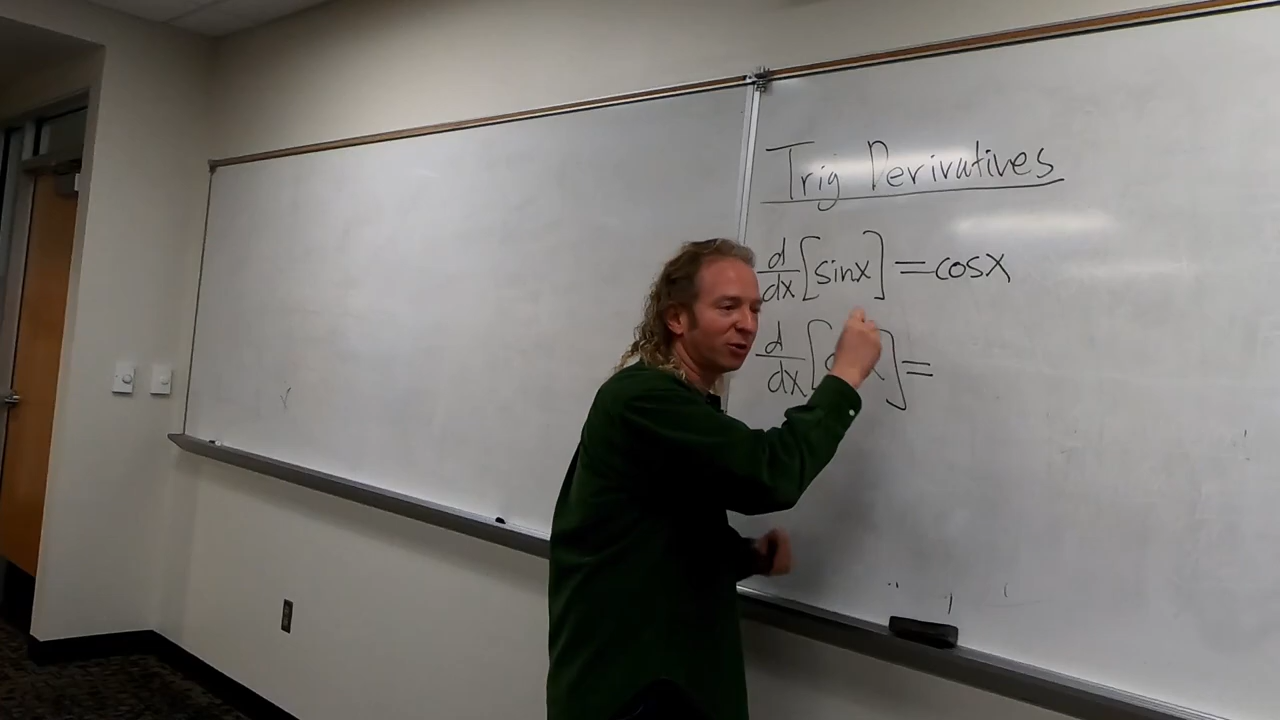 Trig Derivatives
d/dx [sinx] = cosx
d/dx [ ] =